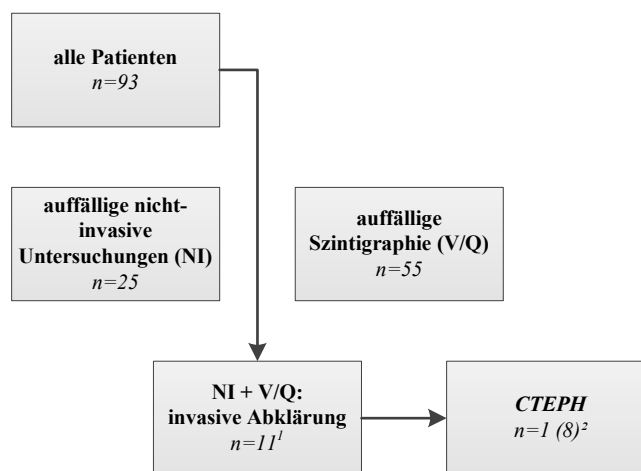 alle Patienten
n=93
auffällige nicht-
invasive
Untersuchungen (NI)
n=25
auffällige
Szintigraphie (V/Q)
n=55
NI + V/Q:
invasive Abklärung
n=11¹
CTEPH
n=1 (8)²